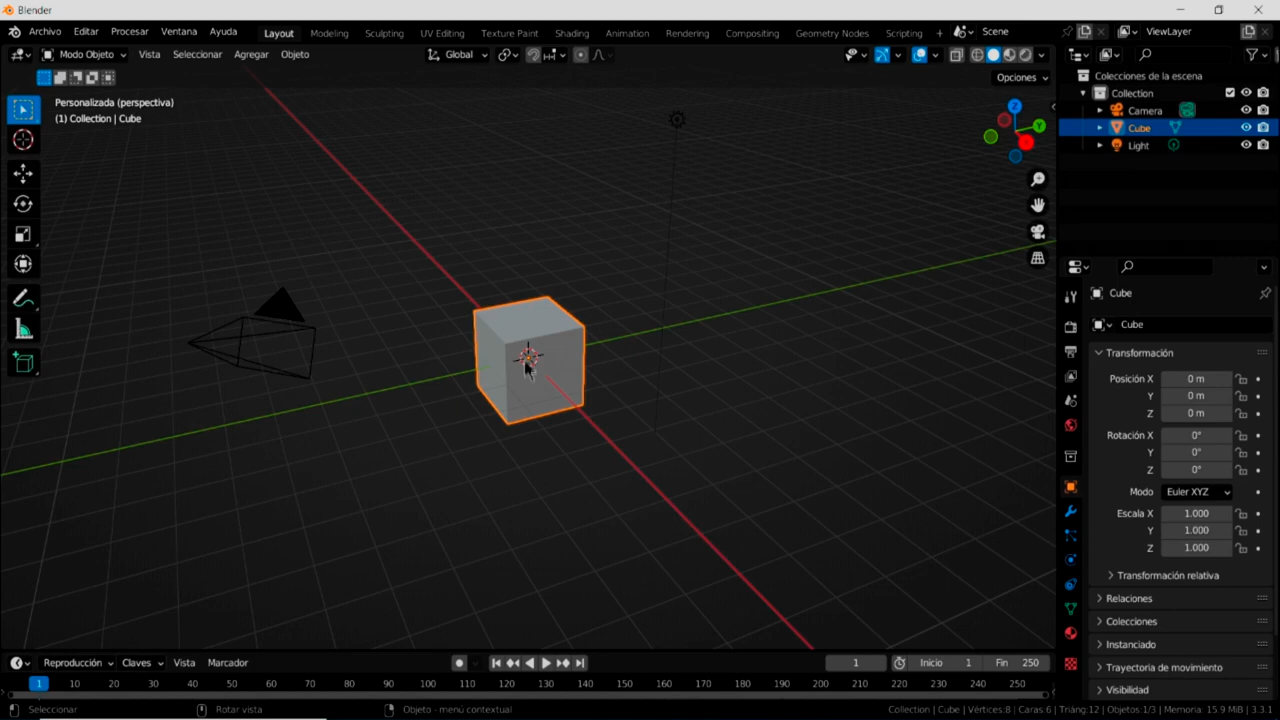 Blender
Archivo Editar Procesar Ventana Ayuda Layout Modeling Sculpting UV Editing Texture Paint Shading Animation Rendering Compositing Geometry Nodes Scripting + Scene ViewLayer
Modo Objeto Vista Seleccionar Agregar Objeto Global
Opciones
Personalizada (perspectiva)
(1) Collection | Cube
Z
Y
Colecciones de la escena
Collection
Camera
Cube
Light
Cube
Cube
Transformación
Posición X 0 m
Y 0 m
Z 0 m
Rotación X 0°
Y 0°
Z 0°
Modo Euler XYZ
Escala X 1.000
Y 1.000
Z 1.000
Transformación relativa
Relaciones
Colecciones
Instanciado
Trayectoria de movimiento
Visibilidad
Reproducción Claves Vista Marcador 1 Inicio 1 Fin 250
1 10 20 30 40 50 60 70 80 90 100 110 120 130 140 150 160 170 180 190 200 210 220 230 240 250
Seleccionar Rotar vista Objeto - menú contextual Collection | Cube | Vértices:8 | Caras:6 | Triáng:12 | Objetos:1/3 | Memoria: 15.9 MiB | 3.3.1